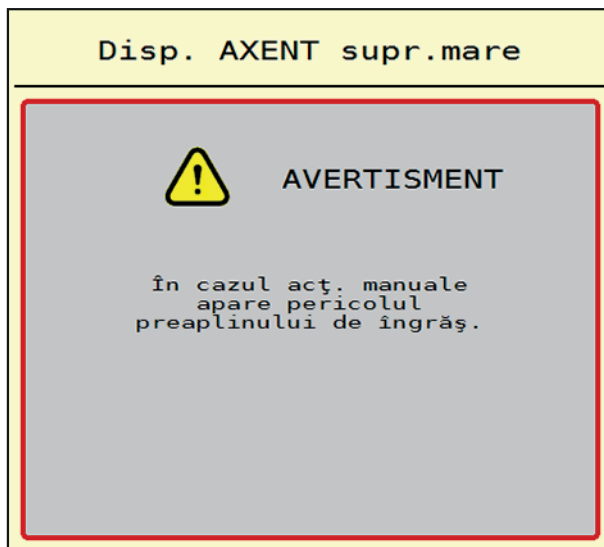 Disp. AXENT supr.mare
AVERTISMENT
În cazul acţ. manuale
apare pericolul
preaplinului de îngrăş.